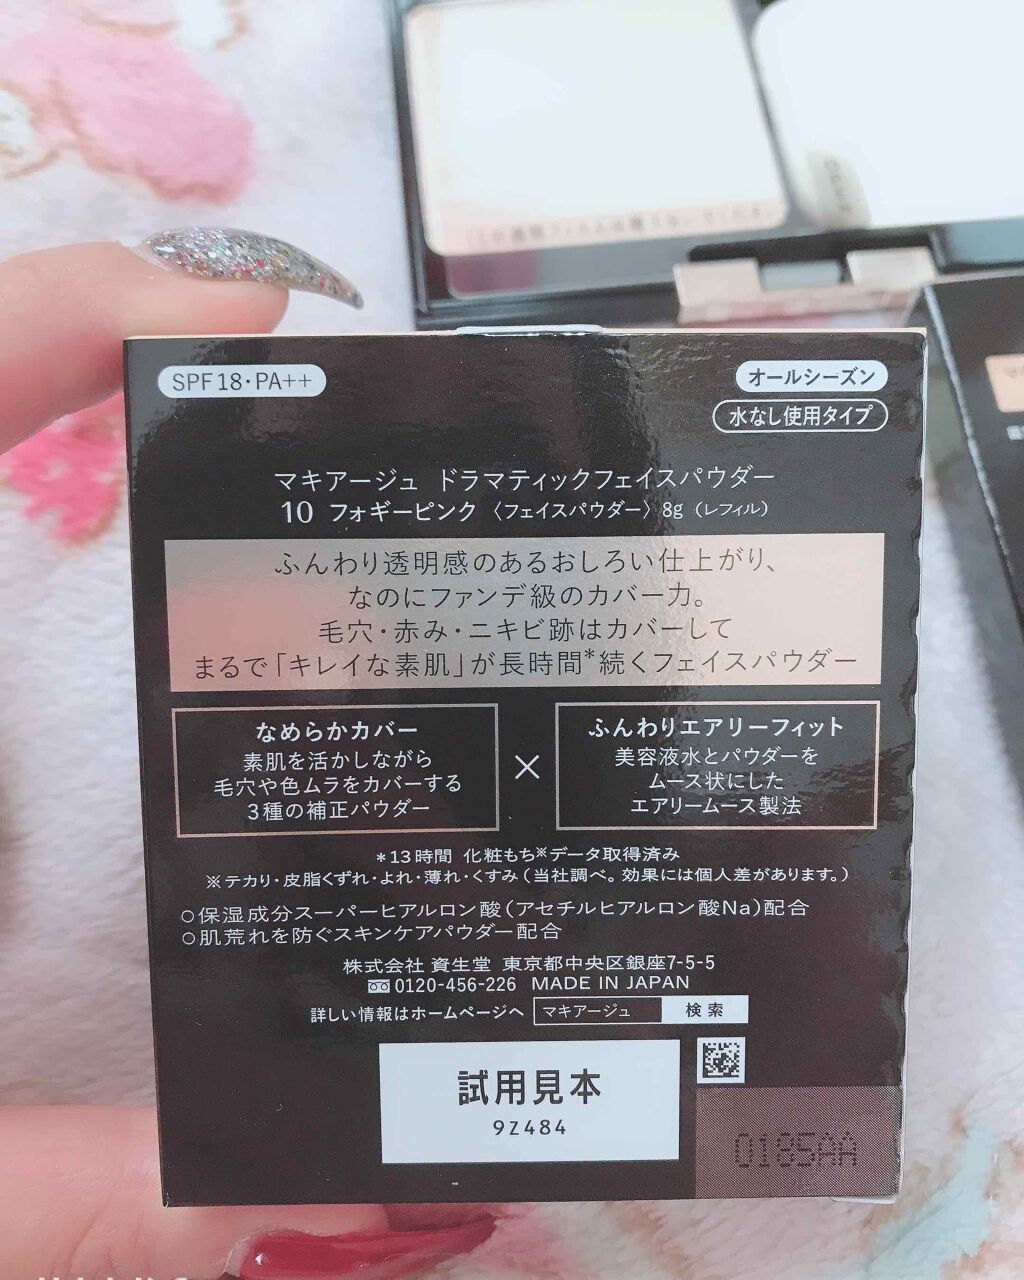 SPF18・PA++
オールシーズン
水なし使用タイプ
マキアージュ ドラマティックフェイスパウダー
10 フォギーピンク 〈フェイスパウダー〉8g(レフィル)
ふんわり透明感のあるおしろい仕上がり、
なのにファンデ級のカバー力。
毛穴・赤み・ニキビ跡はカバーして
まるで「キレイな素肌」が長時間*続くフェイスパウダー
なめらかカバー
素肌を活かしながら
毛穴や色ムラをカバーする
3種の補正パウダー
×
ふんわりエアリーフィット
美容液水とパウダーを
ムース状にした
エアリームース製法
*13時間 化粧もち※データ取得済み
※テカリ・皮脂くずれ・よれ・薄れ・くすみ(当社調べ。効果には個人差があります。)
○保湿成分スーパーヒアルロン酸(アセチルヒアルロン酸Na)配合
○肌荒れを防ぐスキンケアパウダー配合
株式会社 資生堂 東京都中央区銀座7-5-5
0120-456-226 MADE IN JAPAN
詳しい情報はホームページへ マキアージュ 検索
試用見本
9Z484
0185AA